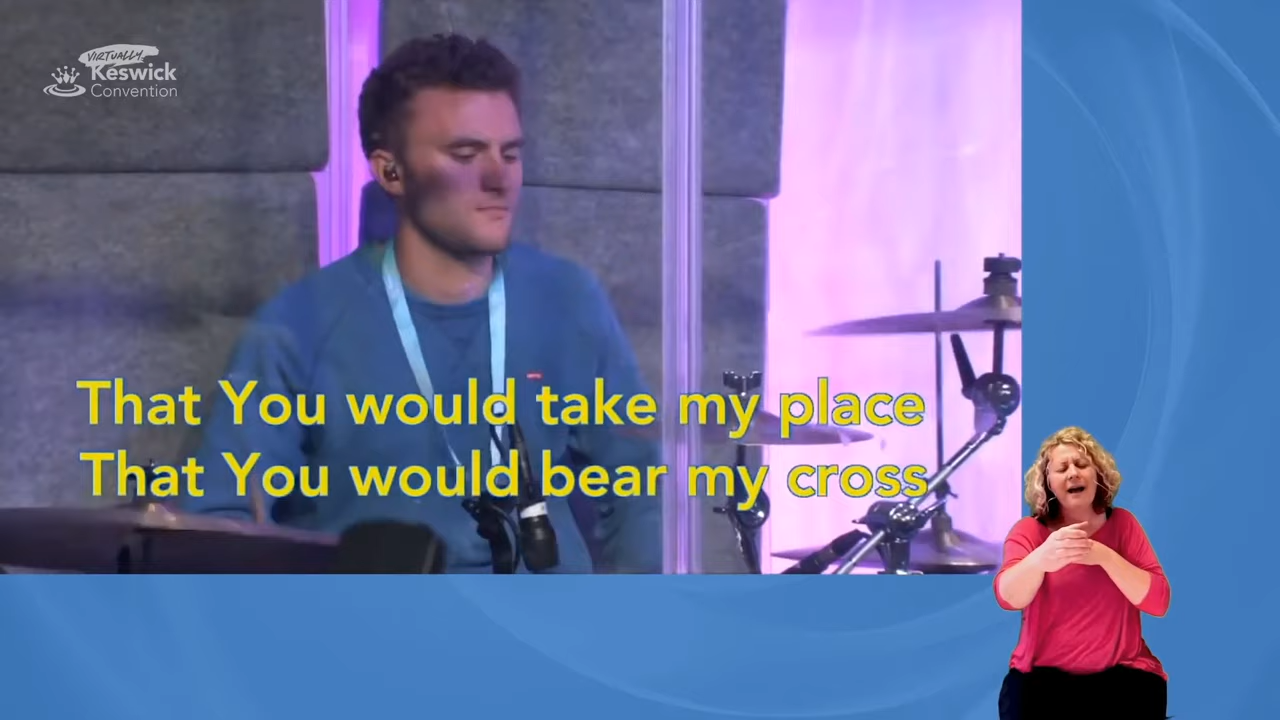 VIRTUALLY
Keswick
Convention
That You would take my place
That You would bear my cross